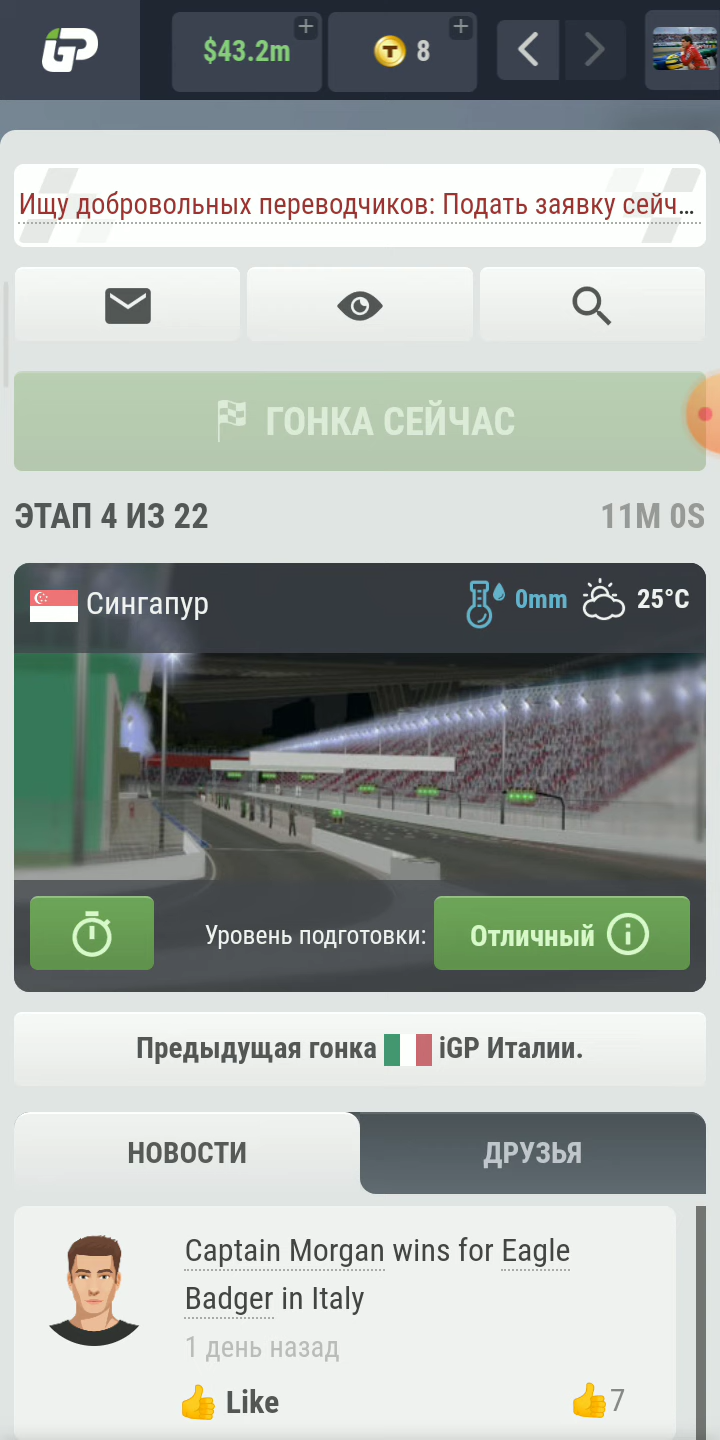 iGP
$43.2m
+
T
8
+
Ищу добровольных переводчиков: Подать заявку сейч...
ГОНКА СЕЙЧАС
ЭТАП 4 ИЗ 22
11M 0S
Сингапур
0mm
25°C
Уровень подготовки:
Отличный
Предыдущая гонка iGP Италии.
НОВОСТИ
ДРУЗЬЯ
Captain Morgan wins for Eagle
Badger in Italy
1 день назад
Like
7